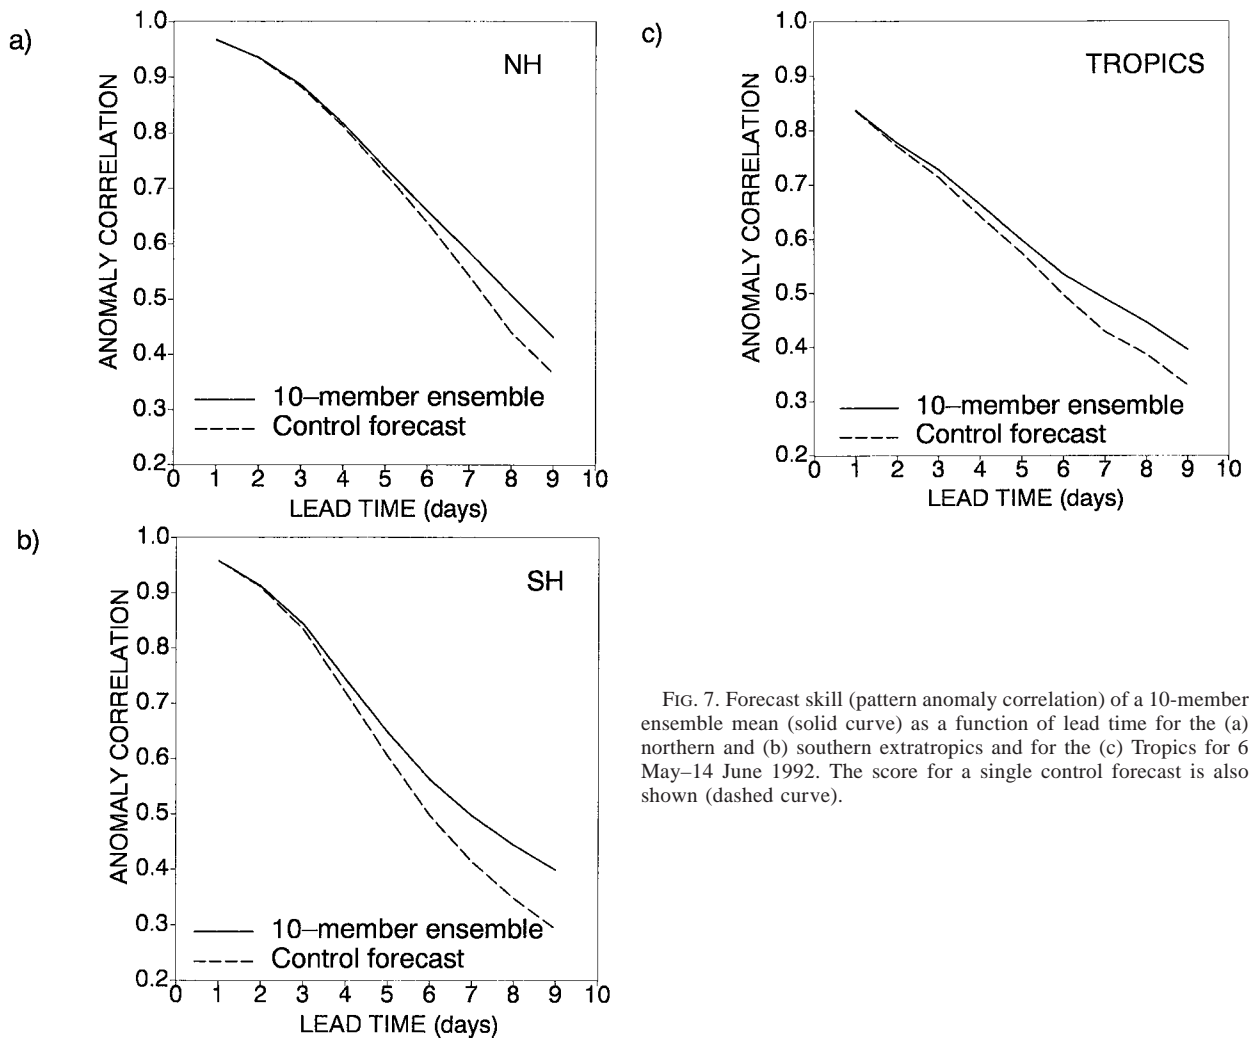 a)
NH
ANOMALY CORRELATION
1.0
0.9
0.8
0.7
0.6
0.5
0.4
0.3
0.2
10–member ensemble
Control forecast
0 1 2 3 4 5 6 7 8 9 10
LEAD TIME (days)
b)
SH
ANOMALY CORRELATION
1.0
0.9
0.8
0.7
0.6
0.5
0.4
0.3
0.2
10–member ensemble
Control forecast
0 1 2 3 4 5 6 7 8 9 10
LEAD TIME (days)
c)
TROPICS
ANOMALY CORRELATION
1.0
0.9
0.8
0.7
0.6
0.5
0.4
0.3
0.2
10–member ensemble
Control forecast
0 1 2 3 4 5 6 7 8 9 10
LEAD TIME (days)
FIG. 7. Forecast skill (pattern anomaly correlation) of a 10-member
ensemble mean (solid curve) as a function of lead time for the (a)
northern and (b) southern extratropics and for the (c) Tropics for 6
May–14 June 1992. The score for a single control forecast is also
shown (dashed curve).